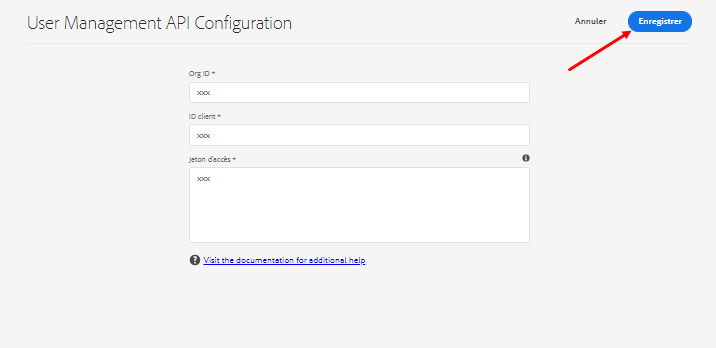 User Management API Configuration
Annuler
Enregistrer
Org ID *
xxx
ID client *
xxx
Jeton d'accès *
xxx
Visit the documentation for additional help